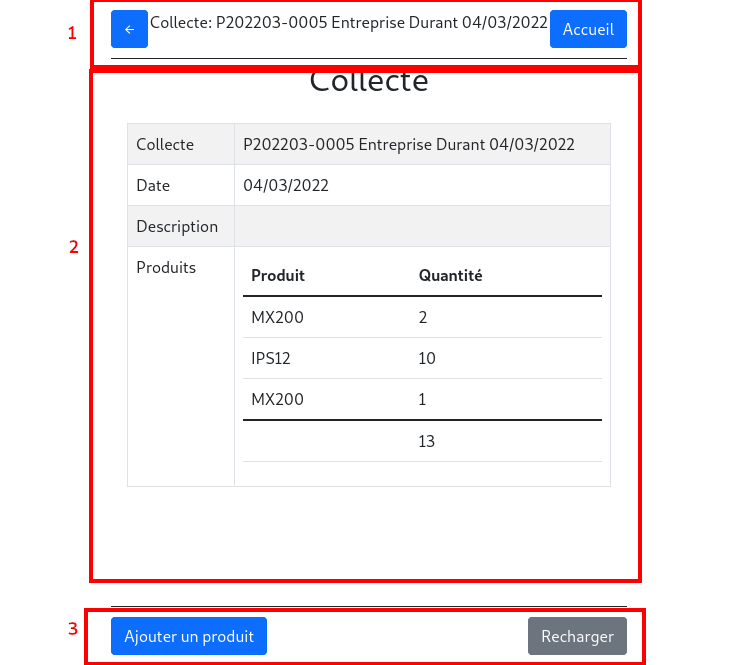 1
← Collecte: P202203-0005 Entreprise Durant 04/03/2022 Accueil
Collecte
2
Collecte P202203-0005 Entreprise Durant 04/03/2022
Date 04/03/2022
Description
Produits
Produit Quantité
MX200 2
IPS12 10
MX200 1
13
3
Ajouter un produit Recharger